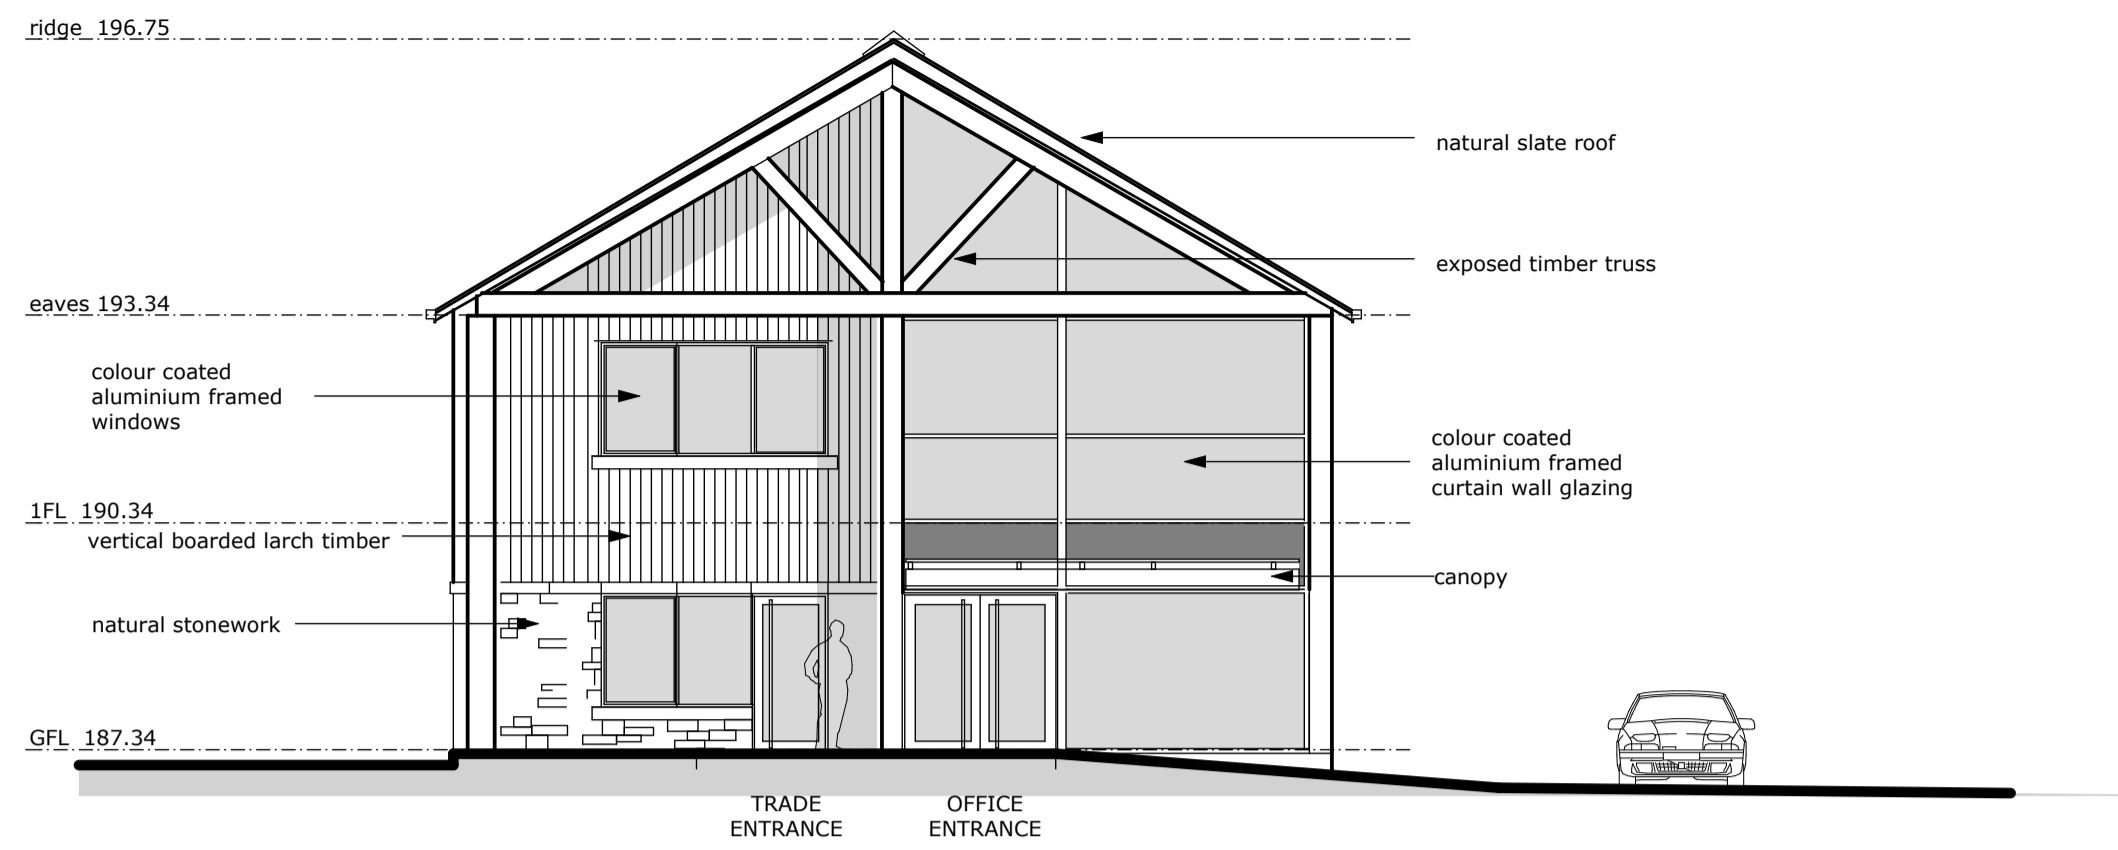 ridge 196.75
natural slate roof
exposed timber truss
eaves 193.34
colour coated
aluminium framed
windows
colour coated
aluminium framed
curtain wall glazing
1FL 190.34
vertical boarded larch timber
canopy
natural stonework
GFL 187.34
TRADE
ENTRANCE
OFFICE
ENTRANCE